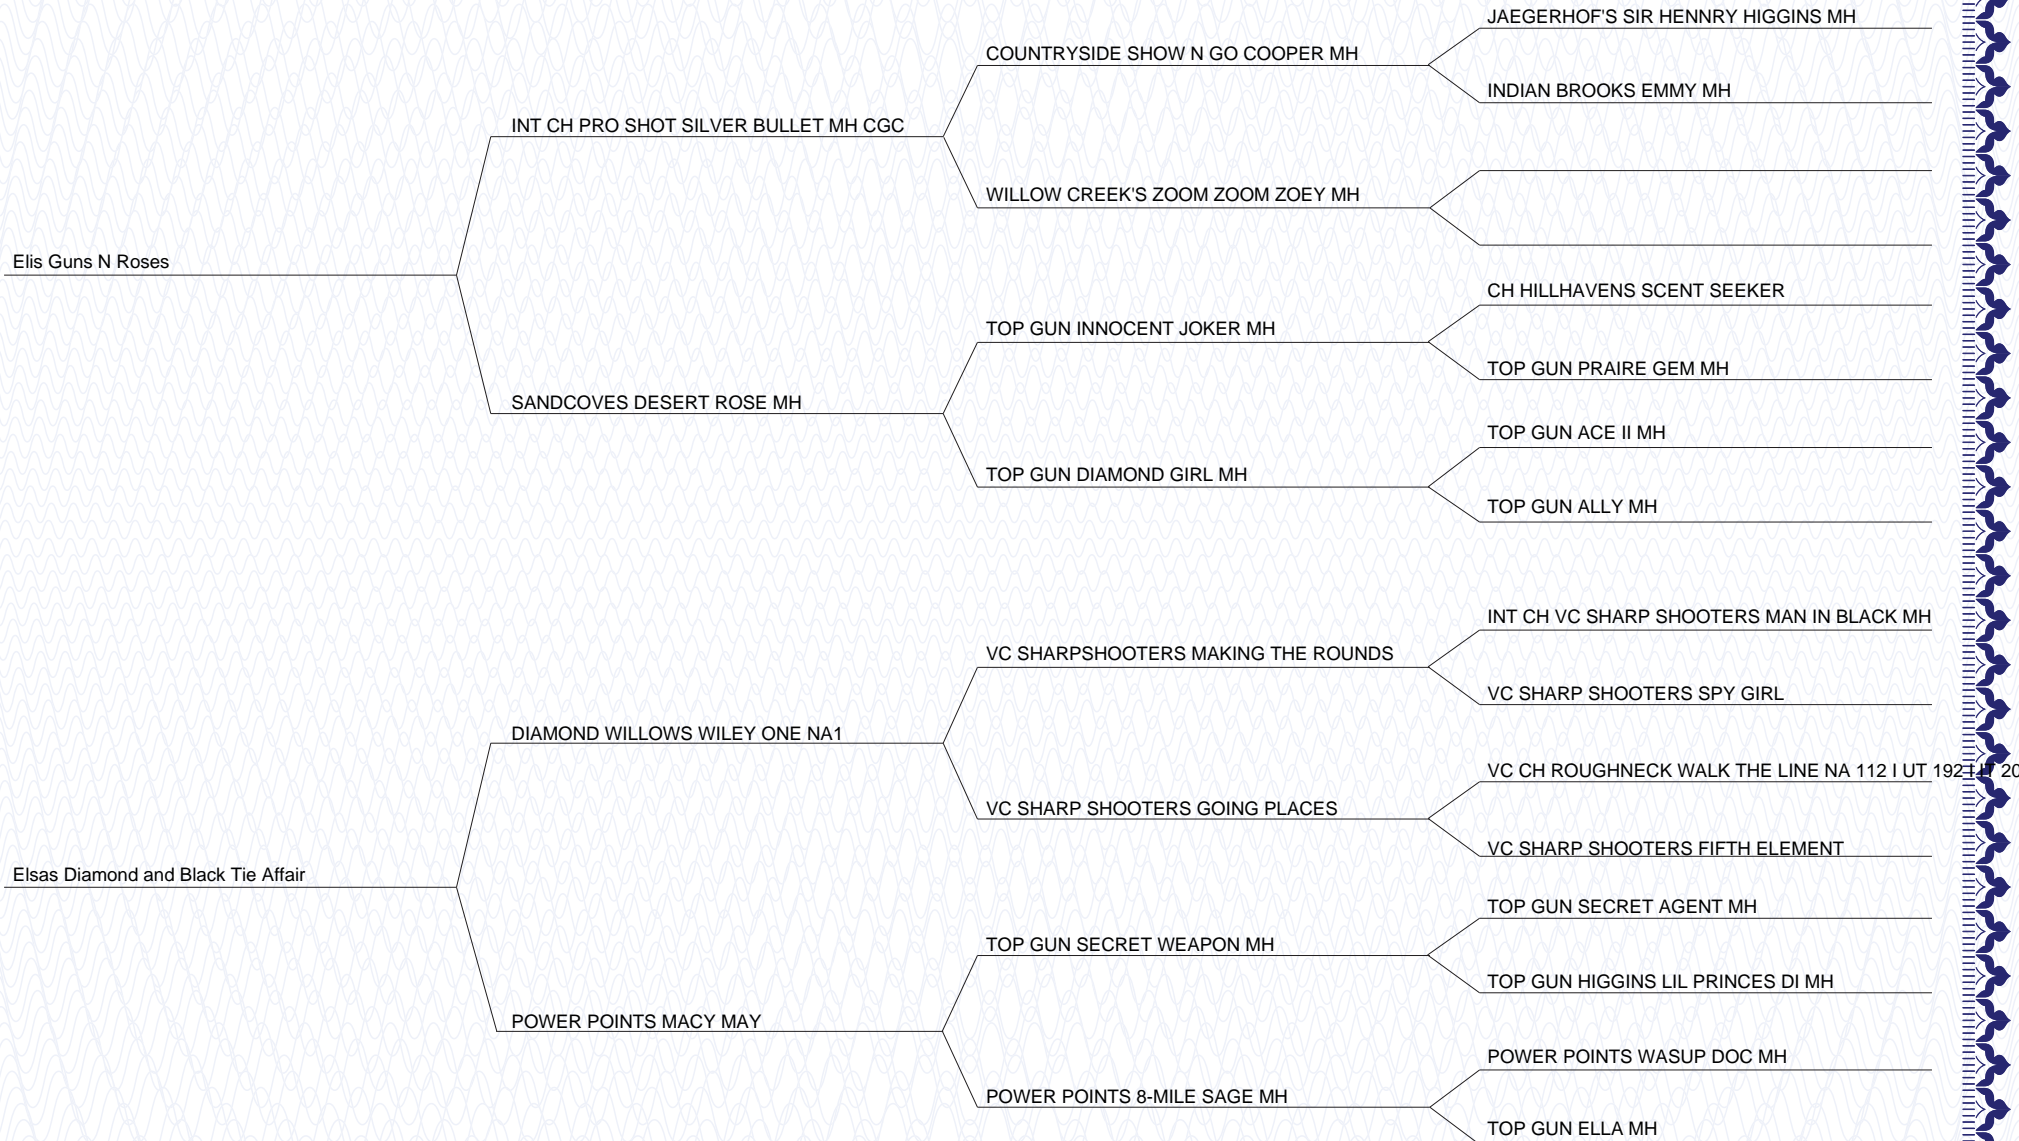 JAEGERHOF'S SIR HENNRY HIGGINS MH
COUNTRYSIDE SHOW N GO COOPER MH
INDIAN BROOKS EMMY MH
INT CH PRO SHOT SILVER BULLET MH CGC
WILLOW CREEK'S ZOOM ZOOM ZOEY MH
Elis Guns N Roses
CH HILLHAVENS SCENT SEEKER
TOP GUN INNOCENT JOKER MH
TOP GUN PRAIRE GEM MH
SANDCOVES DESERT ROSE MH
TOP GUN ACE II MH
TOP GUN DIAMOND GIRL MH
TOP GUN ALLY MH
INT CH VC SHARP SHOOTERS MAN IN BLACK MH
VC SHARPSHOOTERS MAKING THE ROUNDS
VC SHARP SHOOTERS SPY GIRL
DIAMOND WILLOWS WILEY ONE NA1
VC CH ROUGHNECK WALK THE LINE NA 112 I UT 192
VC SHARP SHOOTERS GOING PLACES
VC SHARP SHOOTERS FIFTH ELEMENT
Elsas Diamond and Black Tie Affair
TOP GUN SECRET AGENT MH
TOP GUN SECRET WEAPON MH
TOP GUN HIGGINS LIL PRINCES DI MH
POWER POINTS MACY MAY
POWER POINTS WASUP DOC MH
POWER POINTS 8-MILE SAGE MH
TOP GUN ELLA MH